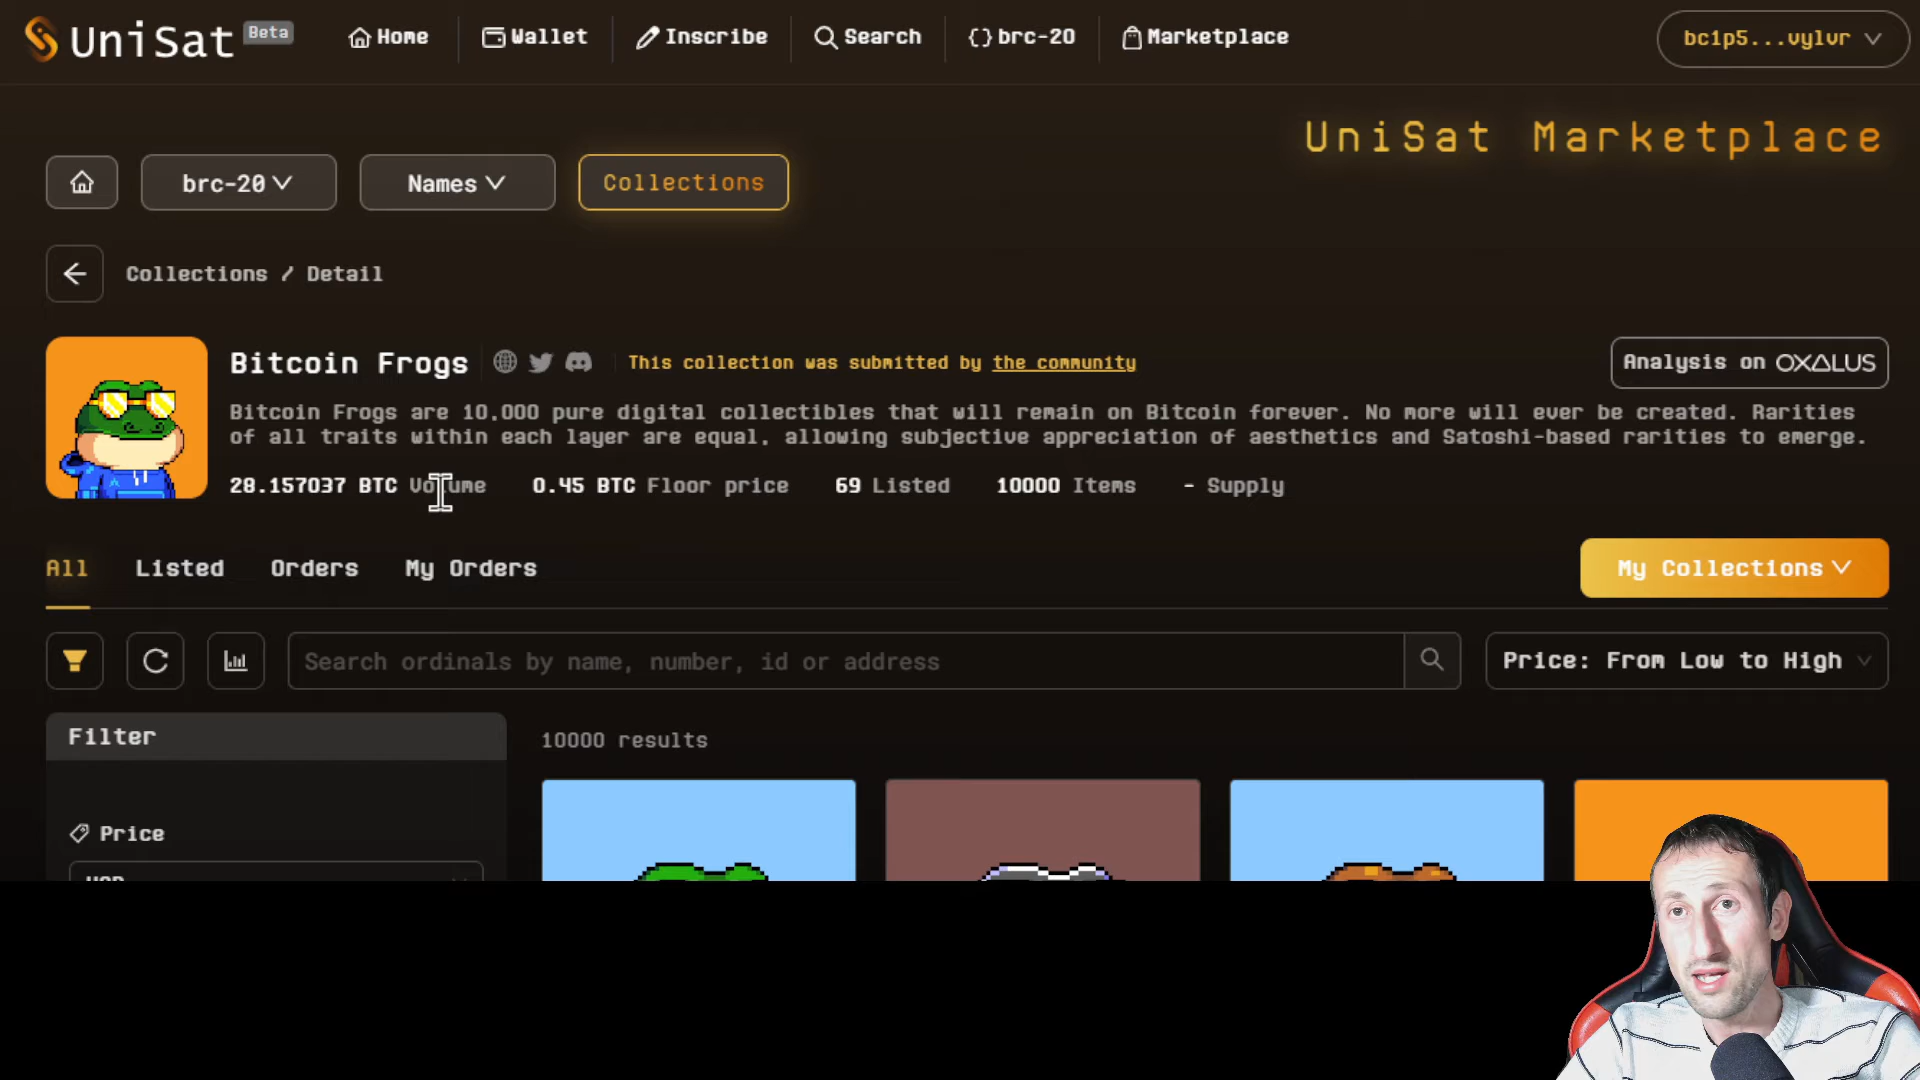 UniSat Beta Home Wallet Inscribe Search brc-20 Marketplace bc1p5...vylvr
UniSat Marketplace
brc-20 Names Collections
Collections / Detail
Bitcoin Frogs This collection was submitted by the community Analysis on OXALUS
Bitcoin Frogs are 10,000 pure digital collectibles that will remain on Bitcoin forever. No more will ever be created. Rarities
of all traits within each layer are equal, allowing subjective appreciation of aesthetics and Satoshi-based rarities to emerge.
28.157037 BTC Volume 0.45 BTC Floor price 69 Listed 10000 Items - Supply
All Listed Orders My Orders My Collections
Search ordinals by name, number, id or address Price: From Low to High
Filter 10000 results
Price